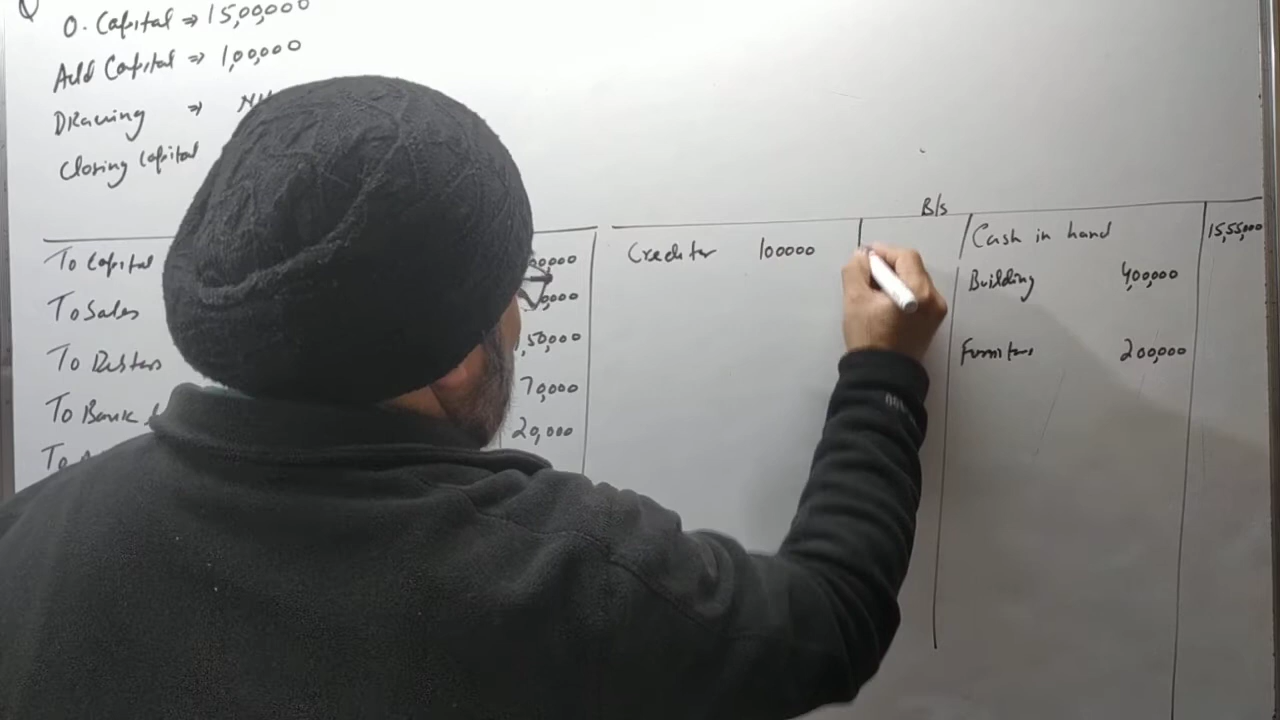 Q
O. Capital ⇒ 15,00,000
Add Capital ⇒ 1,00,000
Drawing ⇒
Closing Capital
B/s
To Capital
To Sales
To Debtors 50,000
To Bank 70,000
To 20,000
Creditor 100000
Cash in hand 15,55,000
Building 4,00,000
Furniture 200,000